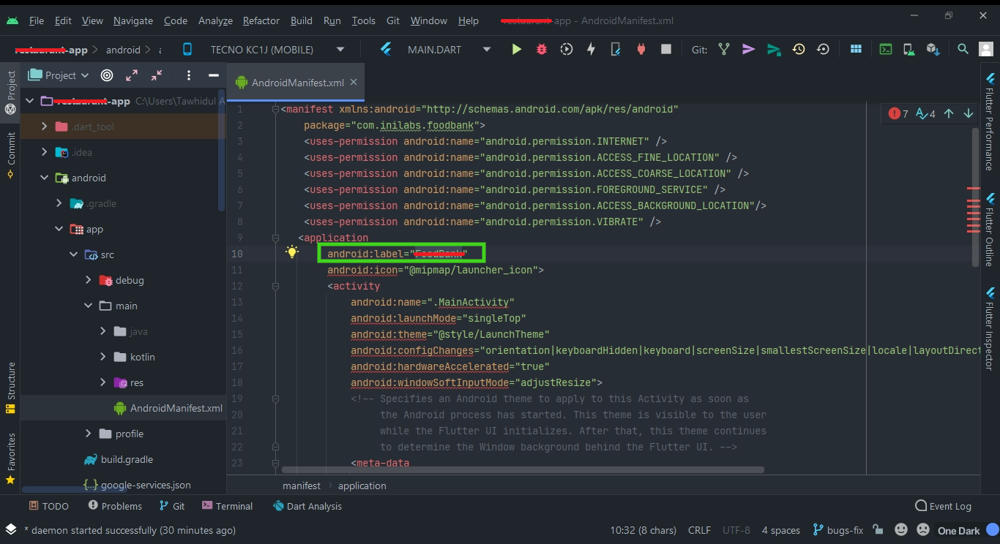 File Edit View Navigate Code Analyze Refactor Build Run Tools Git Window Help -app - AndroidManifest.xml
-app android TECNO KC1J (MOBILE) MAIN.DART Git:
Project AndroidManifest.xml
-app C:\Users\Tawhidul A
.dart_tool
.idea
android
.gradle
app
src
debug
main
java
kotlin
res
AndroidManifest.xml
profile
build.gradle
google-services.json
Project
Commit
Structure
Favorites
7 4
1 <manifest xmlns:android="http://schemas.android.com/apk/res/android"
2 package="com.inilabs.foodbank">
3 <uses-permission android:name="android.permission.INTERNET" />
4 <uses-permission android:name="android.permission.ACCESS_FINE_LOCATION" />
5 <uses-permission android:name="android.permission.ACCESS_COARSE_LOCATION" />
6 <uses-permission android:name="android.permission.FOREGROUND_SERVICE" />
7 <uses-permission android:name="android.permission.ACCESS_BACKGROUND_LOCATION"/>
8 <uses-permission android:name="android.permission.VIBRATE" />
9 <application
10 android:label=""
11 android:icon="@mipmap/launcher_icon">
12 <activity
13 android:name=".MainActivity"
14 android:launchMode="singleTop"
15 android:theme="@style/LaunchTheme"
16 android:configChanges="orientation|keyboardHidden|keyboard|screenSize|smallestScreenSize|locale|layoutDirect
17 android:hardwareAccelerated="true"
18 android:windowSoftInputMode="adjustResize">
19 <!-- Specifies an Android theme to apply to this Activity as soon as
20 the Android process has started. This theme is visible to the user
21 while the Flutter UI initializes. After that, this theme continues
22 to determine the Window background behind the Flutter UI. -->
23 <meta-data
manifest application
Flutter Performance
Flutter Outline
Flutter Inspector
TODO Problems Git Terminal Dart Analysis Event Log
* daemon started successfully (30 minutes ago) 10:32 (8 chars) CRLF UTF-8 4 spaces bugs-fix One Dark